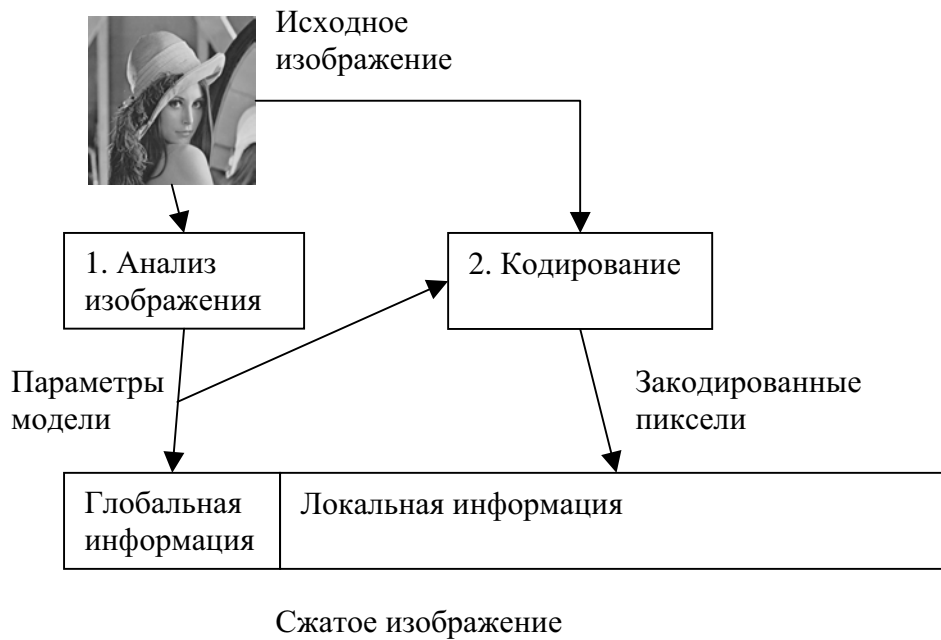 Исходное
изображение
1. Анализ
изображения
2. Кодирование
Параметры
модели
Закодированные
пиксели
Глобальная
информация
Локальная информация
Сжатое изображение